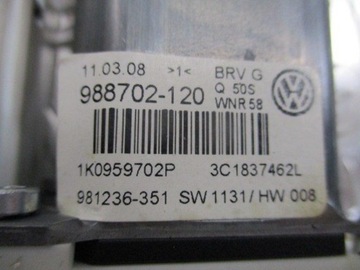 11.03.08 >1< BRV G
988702-120 Q 50S
WNR 58
1K0959702P 3C1837462L
981236-351 SW 1131/ HW 008